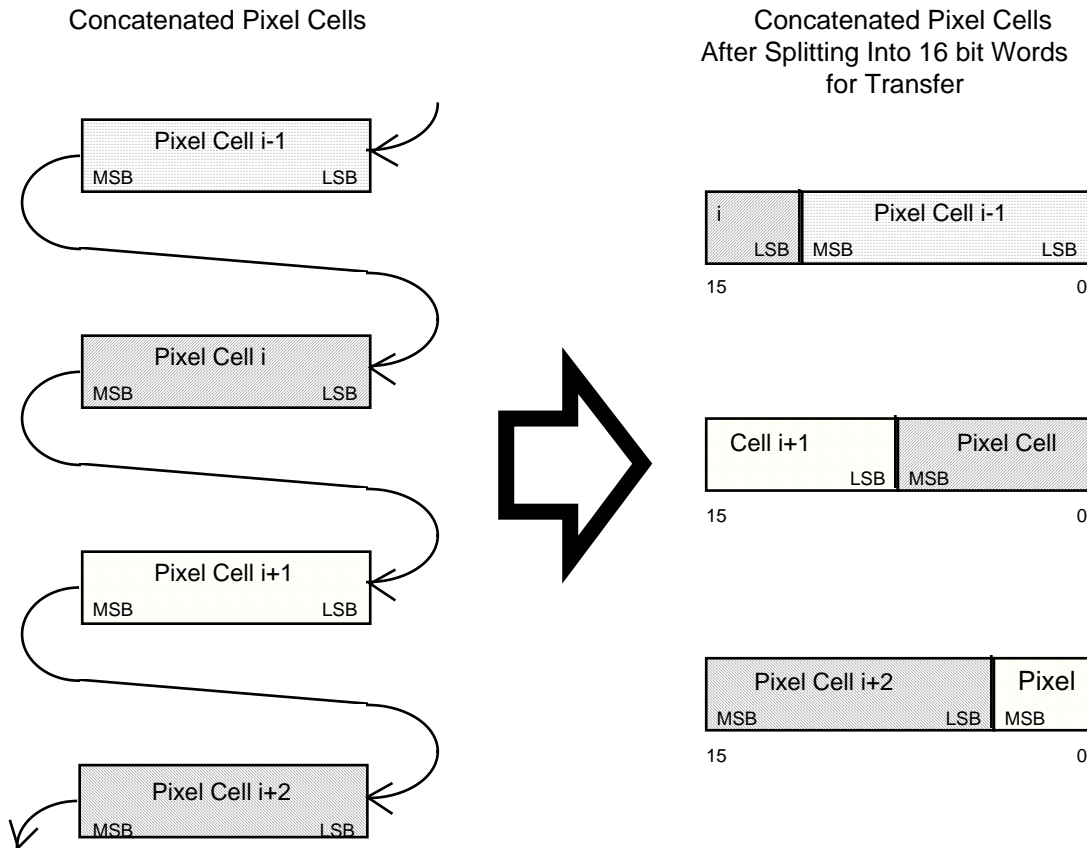 Concatenated Pixel Cells
Pixel Cell i-1
MSB LSB
Pixel Cell i
MSB LSB
Pixel Cell i+1
MSB LSB
Pixel Cell i+2
MSB LSB
Concatenated Pixel Cells
After Splitting Into 16 bit Words
for Transfer
i Pixel Cell i-1
LSB MSB LSB
15 0
Cell i+1 Pixel Cell
LSB MSB
15 0
Pixel Cell i+2 Pixel
MSB LSB MSB
15 0